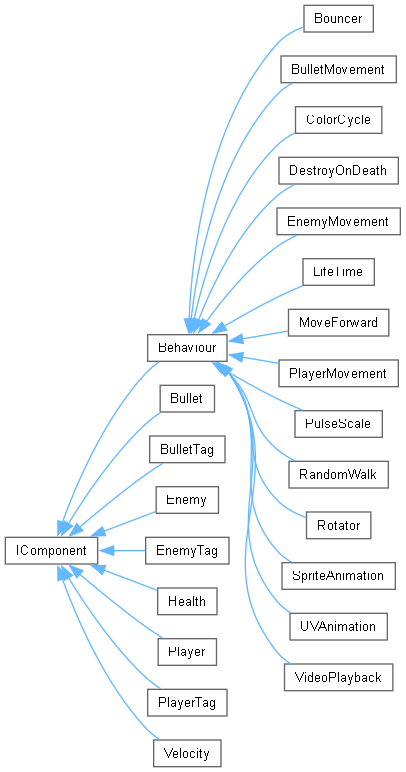 Bouncer
BulletMovement
ColorCycle
DestroyOnDeath
EnemyMovement
LifeTime
MoveForward
Behaviour
PlayerMovement
Bullet
PulseScale
BulletTag
RandomWalk
Enemy
Rotator
IComponent
EnemyTag
SpriteAnimation
Health
UVAnimation
Player
VideoPlayback
PlayerTag
Velocity